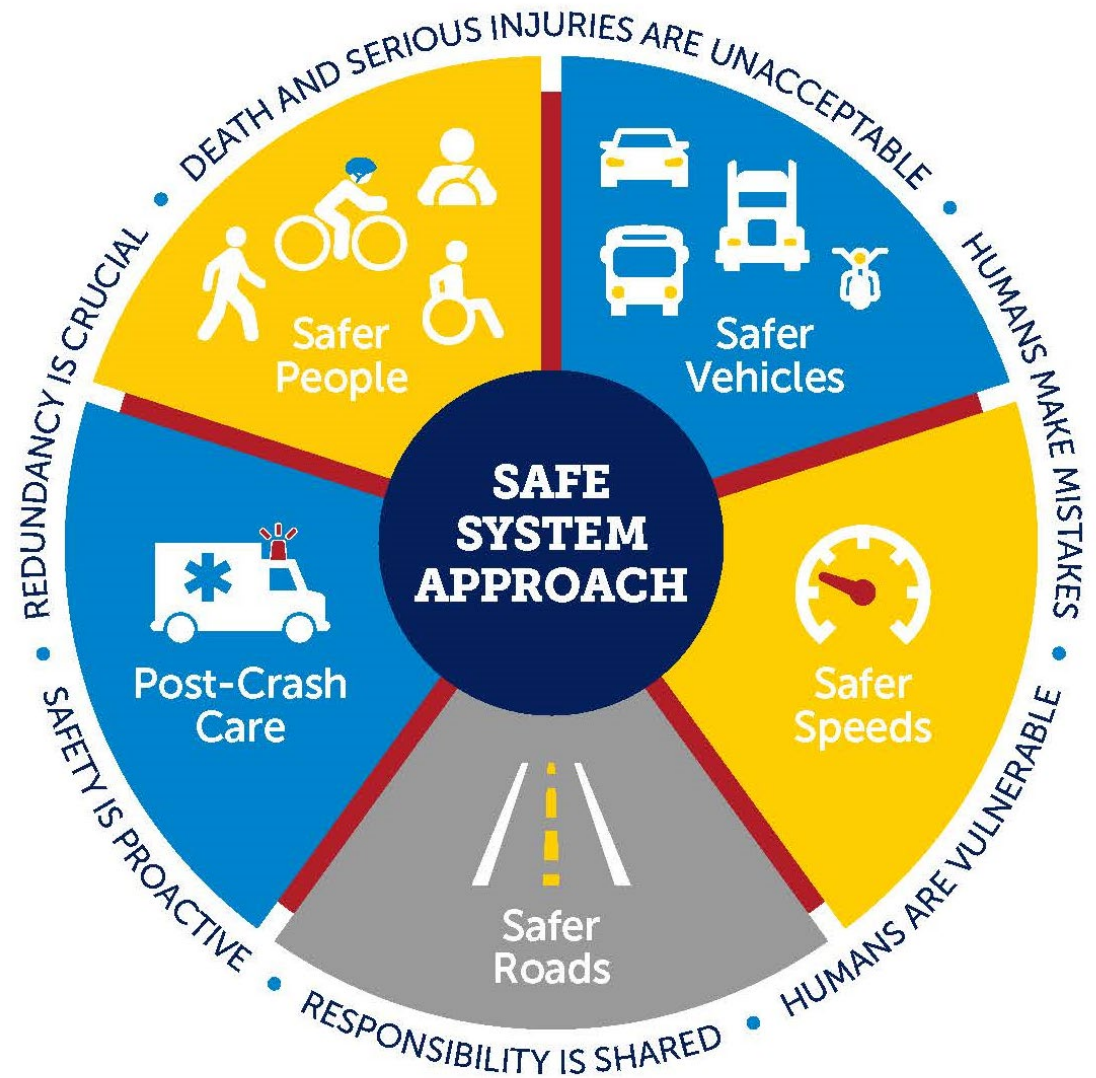 DEATH AND SERIOUS INJURIES ARE UNACCEPTABLE
HUMANS MAKE MISTAKES
HUMANS ARE VULNERABLE
RESPONSIBILITY IS SHARED
SAFETY IS PROACTIVE
REDUNDANCY IS CRUCIAL
Safer
People
Safer
Vehicles
SAFE
SYSTEM
APPROACH
Post-Crash
Care
Safer
Speeds
Safer
Roads